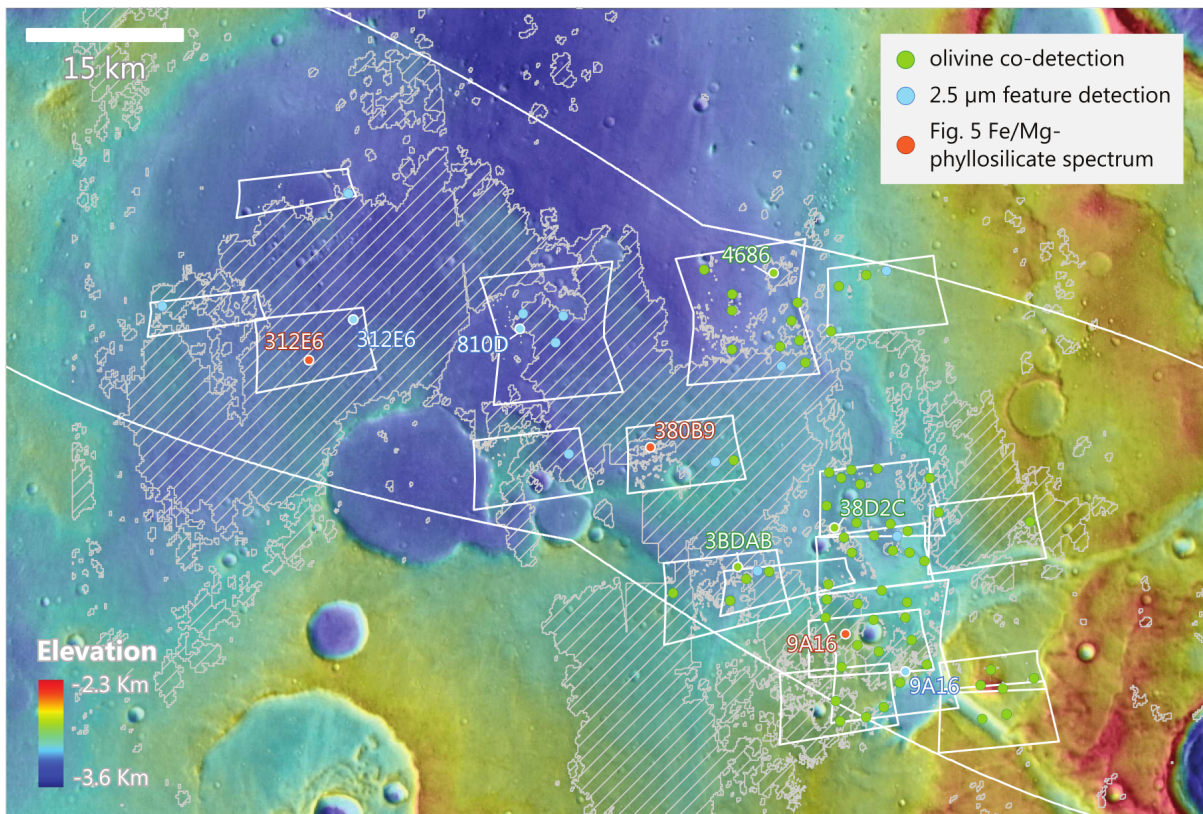 15 km
olivine co-detection
2.5 μm feature detection
Fig. 5 Fe/Mg-
phyllosilicate spectrum
4686
312E6
312E6
810D
380B9
38D2C
3BDAB
9A16
9A16
Elevation
-2.3 Km
-3.6 Km